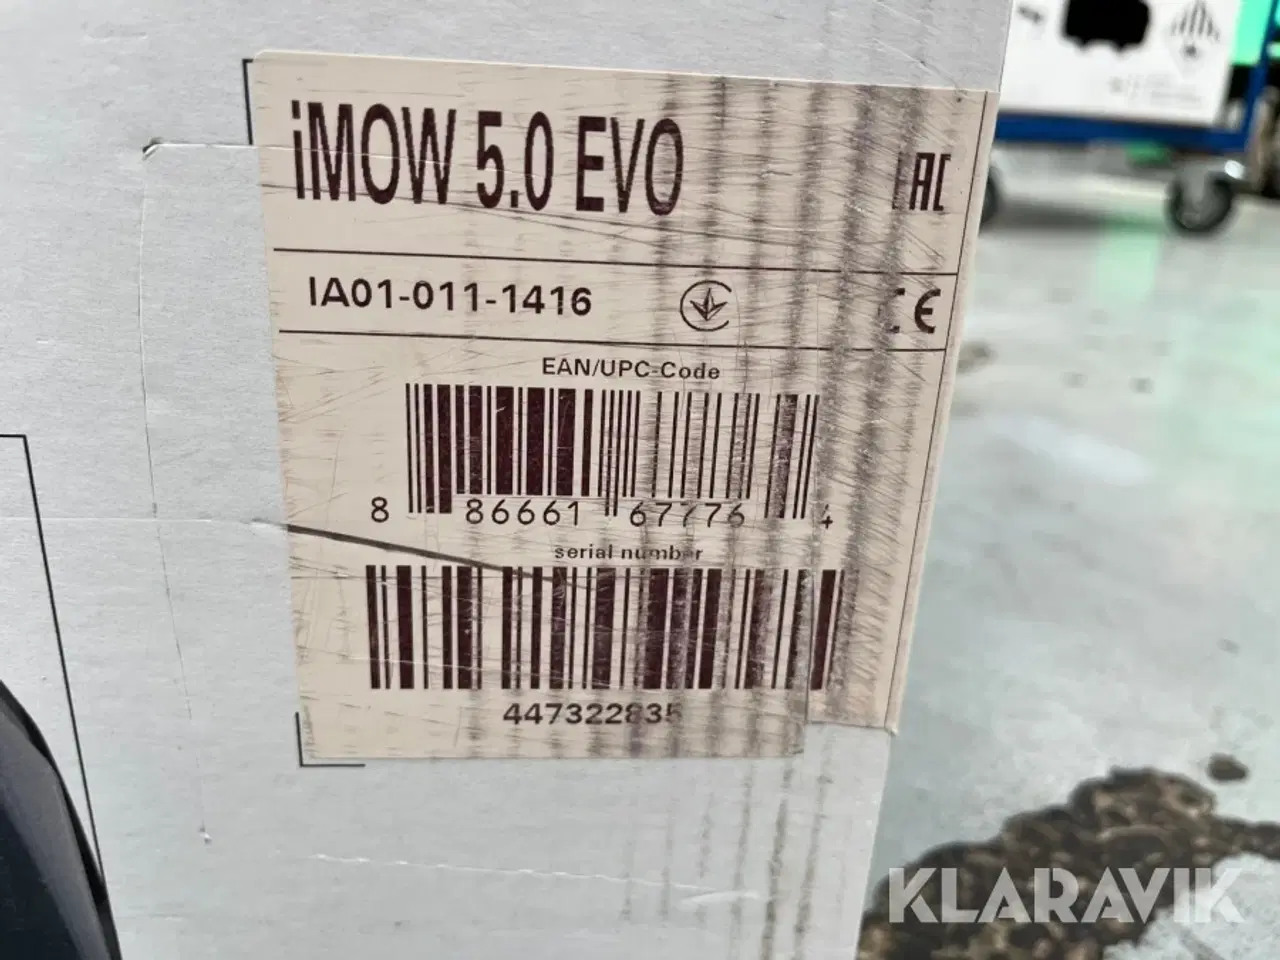 iMOW 5.0 EVO
EAC
IA01-011-1416
CE
EAN/UPC-Code
8 86661 67776 4
serial number
447322835
KLARAVIK